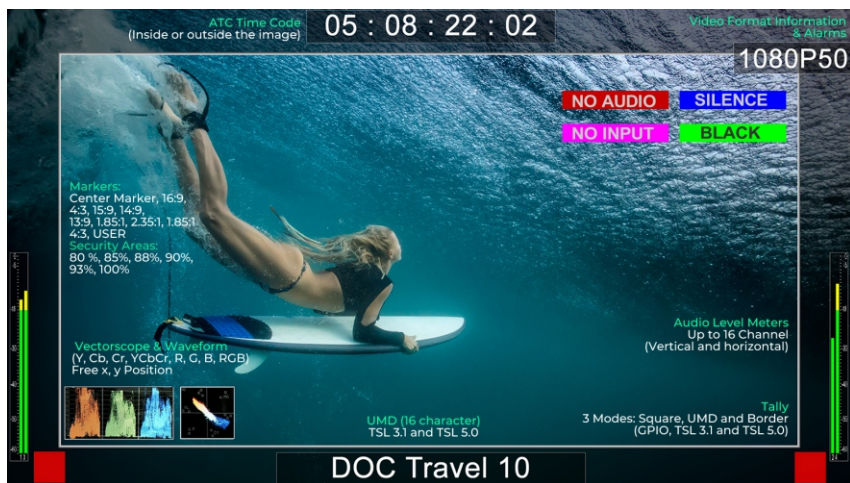 ATC Time Code
(Inside or outside the image)
05 : 08 : 22 : 02
Video Format Information
& Alarms
1080P50
NO AUDIO
SILENCE
NO INPUT
BLACK
Markers:
Center Marker, 16:9,
4:3, 15:9, 14:9,
13:9, 1.85:1, 2.35:1, 1.85:1
4:3, USER
Security Areas:
80 %, 85%, 88%, 90%,
93%, 100%
Audio Level Meters
Up to 16 Channel
(Vertical and horizontal)
Vectorscope & Waveform
(Y, Cb, Cr, YCbCr, R, G, B, RGB)
Free x, y Position
UMD (16 character)
TSL 3.1 and TSL 5.0
Tally
3 Modes: Square, UMD and Border
(GPIO, TSL 3.1 and TSL 5.0)
DOC Travel 10